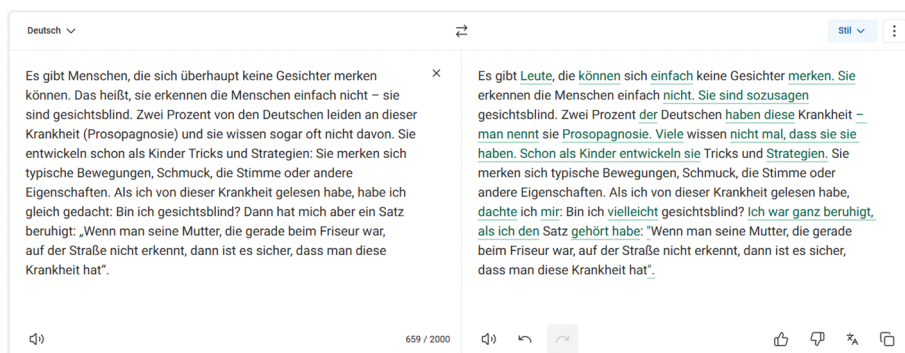 Deutsch
Stil
Es gibt Menschen, die sich überhaupt keine Gesichter merken
können. Das heißt, sie erkennen die Menschen einfach nicht – sie
sind gesichtsblind. Zwei Prozent von den Deutschen leiden an dieser
Krankheit (Prosopagnosie) und sie wissen sogar oft nicht davon. Sie
entwickeln schon als Kinder Tricks und Strategien: Sie merken sich
typische Bewegungen, Schmuck, die Stimme oder andere
Eigenschaften. Als ich von dieser Krankheit gelesen habe, habe ich
gleich gedacht: Bin ich gesichtsblind? Dann hat mich aber ein Satz
beruhigt: „Wenn man seine Mutter, die gerade beim Friseur war,
auf der Straße nicht erkennt, dann ist es sicher, dass man diese
Krankheit hat“.
659 / 2000
Es gibt Leute, die können sich einfach keine Gesichter merken. Sie
erkennen die Menschen einfach nicht. Sie sind sozusagen
gesichtsblind. Zwei Prozent der Deutschen haben diese Krankheit –
man nennt sie Prosopagnosie. Viele wissen nicht mal, dass sie sie
haben. Schon als Kinder entwickeln sie Tricks und Strategien. Sie
merken sich typische Bewegungen, Schmuck, die Stimme oder
andere Eigenschaften. Als ich von dieser Krankheit gelesen habe,
dachte ich mir: Bin ich vielleicht gesichtsblind? Ich war ganz beruhigt,
als ich den Satz gehört habe: "Wenn man seine Mutter, die gerade
beim Friseur war, auf der Straße nicht erkennt, dann ist es sicher,
dass man diese Krankheit hat".